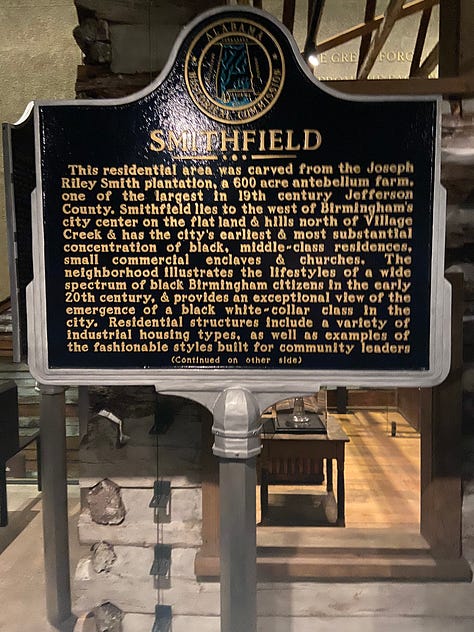 ALABAMA
HISTORICAL COMMISSION
SMITHFIELD
This residential area was carved from the Joseph
Riley Smith plantation, a 600 acre antebellum farm,
one of the largest in 19th century Jefferson
County. Smithfield lies to the west of Birmingham's
city center on the flat land & hills north of Village
Creek & has the city's earliest & most substantial
concentration of black, middle-class residences,
small commercial enclaves & churches. The
neighborhood illustrates the lifestyles of a wide
spectrum of black Birmingham citizens in the early
20th century, & provides an exceptional view of the
emergence of a black white-collar class in the
city. Residential structures include a variety of
industrial housing types, as well as examples of
the fashionable styles built for community leaders
(Continued on other side)